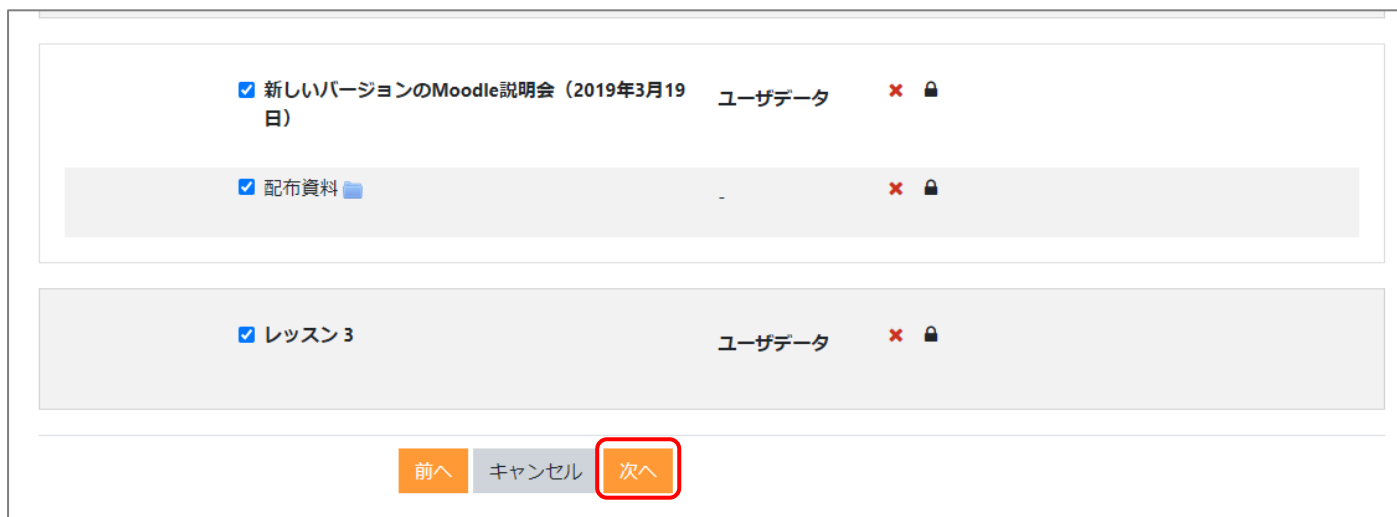 新しいバージョンのMoodle説明会（2019年3月19
日）
ユーザデータ
配布資料
-
レッスン 3
ユーザデータ
前へ
キャンセル
次へ